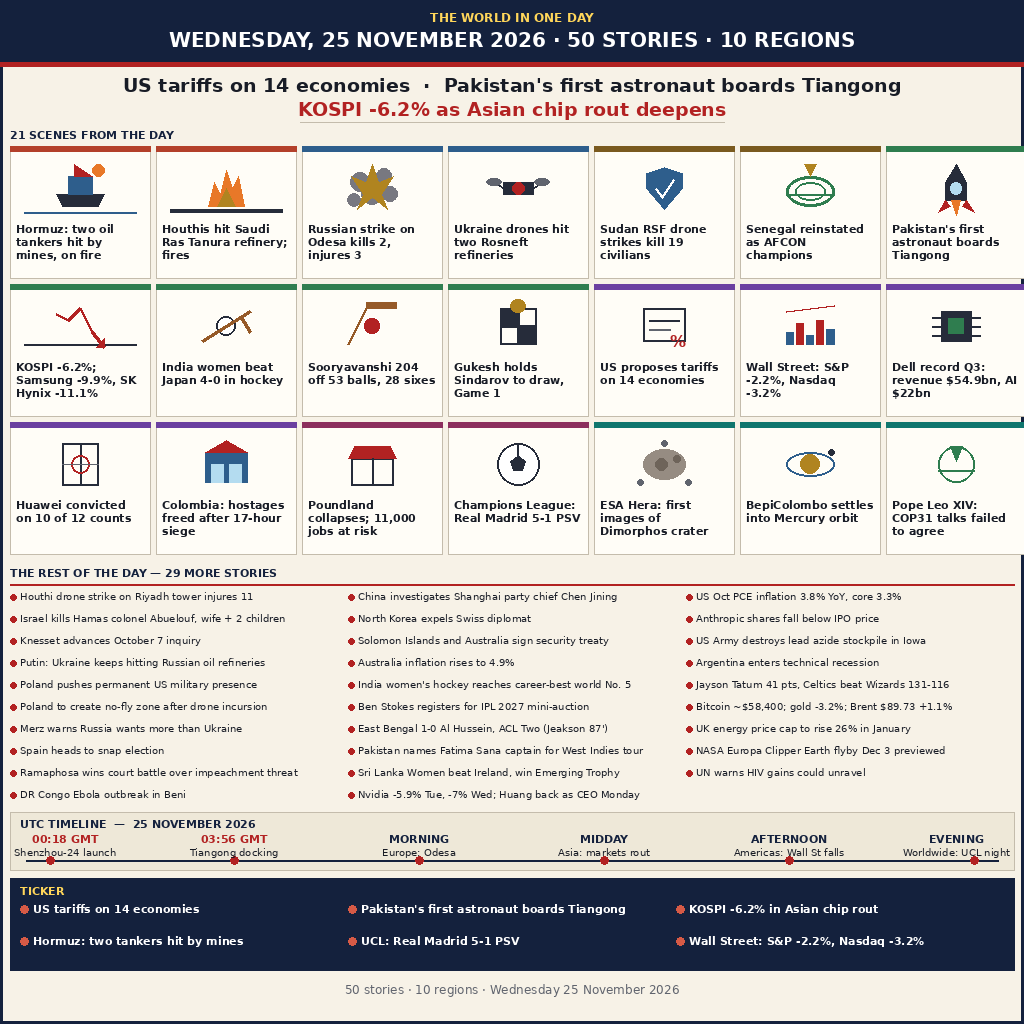 THE WORLD IN ONE DAY
WEDNESDAY, 25 NOVEMBER 2026 · 50 STORIES · 10 REGIONS
US tariffs on 14 economies · Pakistan's first astronaut boards Tiangong
KOSPI -6.2% as Asian chip rout deepens
21 SCENES FROM THE DAY
Hormuz: two oil
tankers hit by
mines, on fire
Houthis hit Saudi
Ras Tanura refinery;
fires
Russian strike on
Odesa kills 2,
injures 3
Ukraine drones hit
two Rosneft
refineries
Sudan RSF drone
strikes kill 19
civilians
Senegal reinstated
as AFCON
champions
Pakistan's first
astronaut boards
Tiangong
KOSPI -6.2%;
Samsung -9.9%, SK
Hynix -11.1%
India women beat
Japan 4-0 in hockey
Sooryavanshi 204
off 53 balls, 28 sixes
Gukesh holds
Sindarov to draw,
Game 1
%
US proposes tariffs
on 14 economies
Wall Street: S&P
-2.2%, Nasdaq
-3.2%
Dell record Q3:
revenue $54.9bn, AI
$22bn
Huawei convicted
on 10 of 12 counts
Colombia: hostages
freed after 17-hour
siege
Poundland
collapses; 11,000
jobs at risk
Champions League:
Real Madrid 5-1 PSV
ESA Hera: first
images of
Dimorphos crater
BepiColombo settles
into Mercury orbit
Pope Leo XIV:
COP31 talks failed
to agree
THE REST OF THE DAY — 29 MORE STORIES
Houthi drone strike on Riyadh tower injures 11
Israel kills Hamas colonel Abuelouf, wife + 2 children
Knesset advances October 7 inquiry
Putin: Ukraine keeps hitting Russian oil refineries
Poland pushes permanent US military presence
Poland to create no-fly zone after drone incursion
Merz warns Russia wants more than Ukraine
Spain heads to snap election
Ramaphosa wins court battle over impeachment threat
DR Congo Ebola outbreak in Beni
China investigates Shanghai party chief Chen Jining
North Korea expels Swiss diplomat
Solomon Islands and Australia sign security treaty
Australia inflation rises to 4.9%
India women's hockey reaches career-best world No. 5
Ben Stokes registers for IPL 2027 mini-auction
East Bengal 1-0 Al Hussein, ACL Two (Jeakson 87')
Pakistan names Fatima Sana captain for West Indies tour
Sri Lanka Women beat Ireland, win Emerging Trophy
Nvidia -5.9% Tue, -7% Wed; Huang back as CEO Monday
US Oct PCE inflation 3.8% YoY, core 3.3%
Anthropic shares fall below IPO price
US Army destroys lead azide stockpile in Iowa
Argentina enters technical recession
Jayson Tatum 41 pts, Celtics beat Wizards 131-116
Bitcoin ~$58,400; gold -3.2%; Brent $89.73 +1.1%
UK energy price cap to rise 26% in January
NASA Europa Clipper Earth flyby Dec 3 previewed
UN warns HIV gains could unravel
UTC TIMELINE — 25 NOVEMBER 2026
00:18 GMT
Shenzhou-24 launch
03:56 GMT
Tiangong docking
MORNING
Europe: Odesa
MIDDAY
Asia: markets rout
AFTERNOON
Americas: Wall St falls
EVENING
Worldwide: UCL night
TICKER
US tariffs on 14 economies
Pakistan's first astronaut boards Tiangong
KOSPI -6.2% in Asian chip rout
Hormuz: two tankers hit by mines
UCL: Real Madrid 5-1 PSV
Wall Street: S&P -2.2%, Nasdaq -3.2%
50 stories · 10 regions · Wednesday 25 November 2026